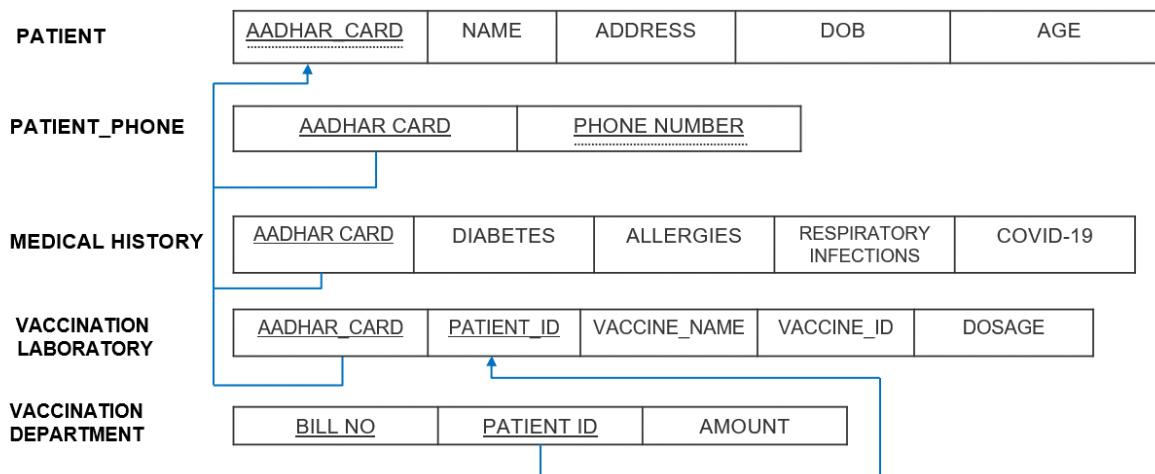 PATIENT
AADHAR_CARD NAME ADDRESS DOB AGE
PATIENT_PHONE
AADHAR CARD PHONE NUMBER
MEDICAL HISTORY
AADHAR CARD DIABETES ALLERGIES RESPIRATORY INFECTIONS COVID-19
VACCINATION
LABORATORY
AADHAR_CARD PATIENT_ID VACCINE_NAME VACCINE_ID DOSAGE
VACCINATION
DEPARTMENT
BILL NO PATIENT ID AMOUNT